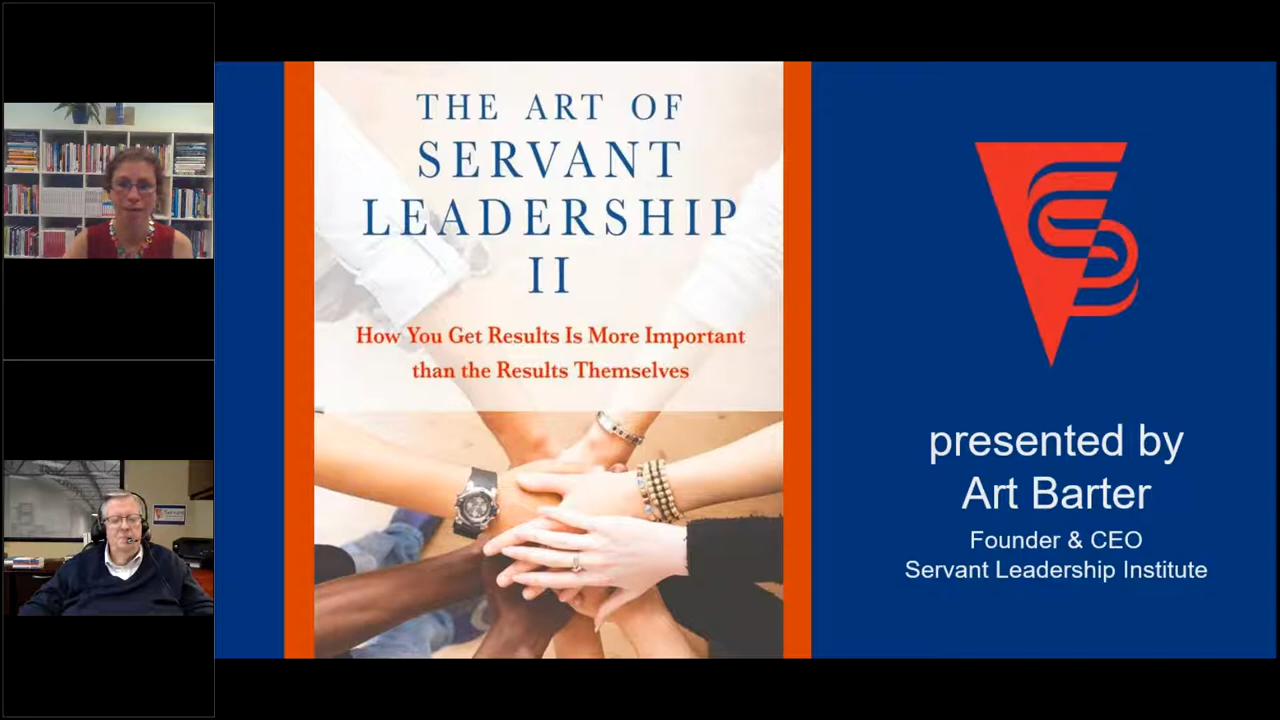 THE ART OF
SERVANT
LEADERSHIP
II
How You Get Results Is More Important
than the Results Themselves
presented by
Art Barter
Founder & CEO
Servant Leadership Institute